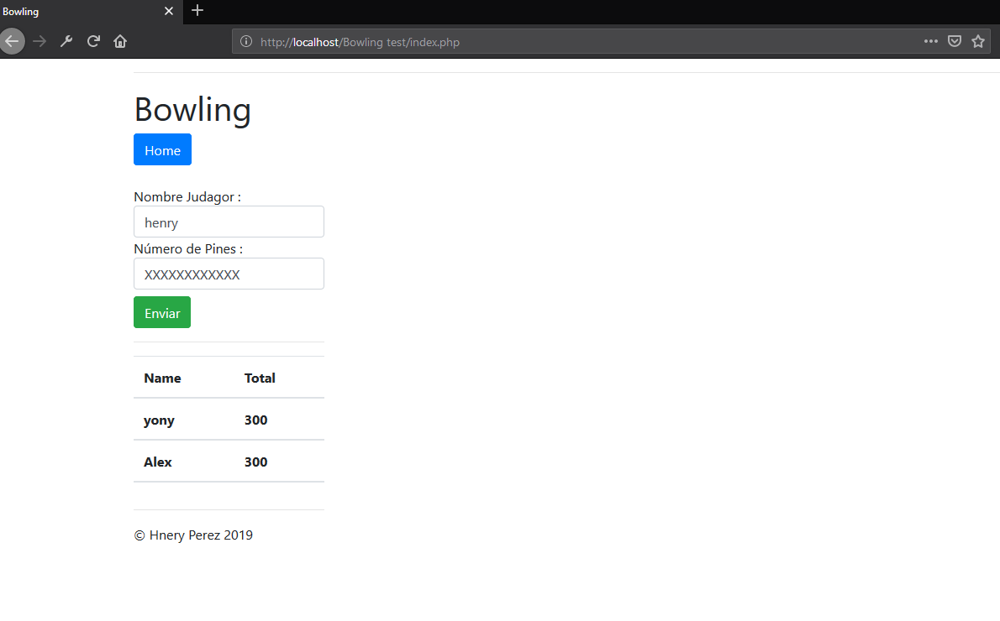 Bowling
http://localhost/Bowling test/index.php
Bowling
Home
Nombre Judagor :
henry
Número de Pines :
XXXXXXXXXXXX
Enviar
Name Total
yony 300
Alex 300
© Hnery Perez 2019